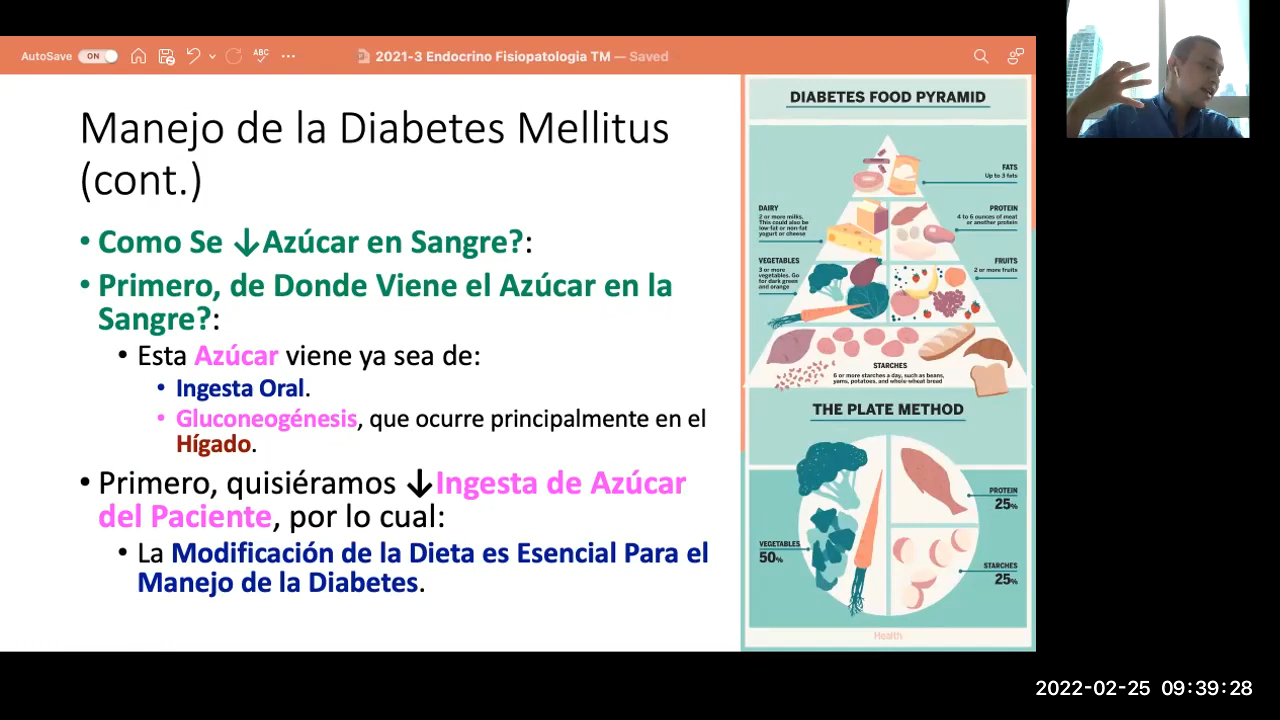 AutoSave ON
ABC
2021-3 Endocrino Fisiopatologia TM — Saved
Manejo de la Diabetes Mellitus
(cont.)
• Como Se ↓Azúcar en Sangre?:
• Primero, de Donde Viene el Azúcar en la
Sangre?:
• Esta Azúcar viene ya sea de:
• Ingesta Oral.
• Gluconeogénesis, que ocurre principalmente en el
Hígado.
• Primero, quisiéramos ↓Ingesta de Azúcar
del Paciente, por lo cual:
• La Modificación de la Dieta es Esencial Para el
Manejo de la Diabetes.
DIABETES FOOD PYRAMID
FATS
Up to 3 fats
DAIRY
2 or more milks.
This could also be
low-fat or non-fat
yogurt or cheese
PROTEIN
4 to 6 ounces of meat
or another protein
VEGETABLES
3 or more
vegetables. Go
for dark green
and orange
FRUITS
2 or more fruits
STARCHES
6 or more starches a day, such as beans,
yams, potatoes, and whole-wheat bread
THE PLATE METHOD
PROTEIN
25%
VEGETABLES
50%
STARCHES
25%
Health
2022-02-25 09:39:28